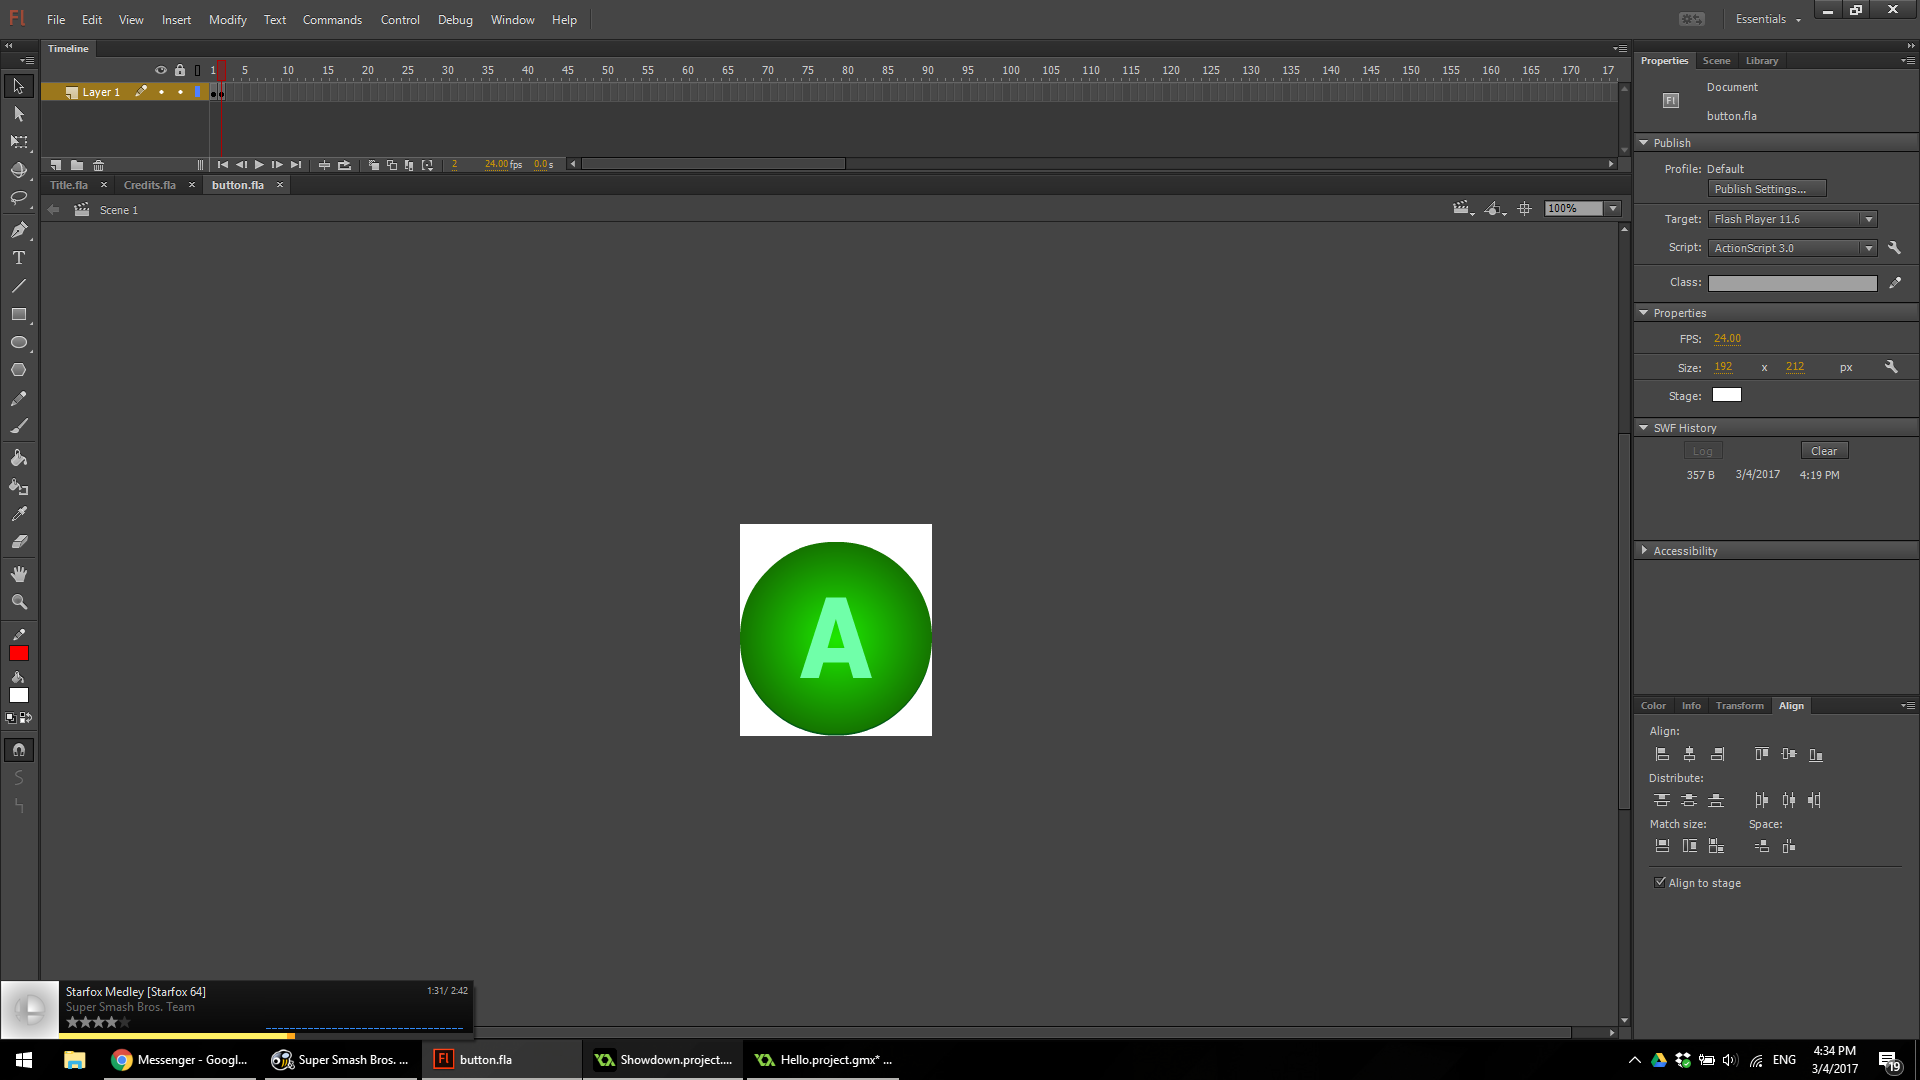 Fl File Edit View Insert Modify Text Commands Control Debug Window Help Essentials
Timeline
1 5 10 15 20 25 30 35 40 45 50 55 60 65 70 75 80 85 90 95 100 105 110 115 120 125 130 135 140 145 150 155 160 165 170 17
Layer 1
2 24.00 fps 0.0 s
Title.fla Credits.fla button.fla
Scene 1
100%
A
Properties Scene Library
Fl
Document
button.fla
Publish
Profile: Default
Publish Settings...
Target: Flash Player 11.6
Script: ActionScript 3.0
Class:
Properties
FPS: 24.00
Size: 192 x 212 px
Stage:
SWF History
Log Clear
357 B 3/4/2017 4:19 PM
Accessibility
Color Info Transform Align
Align:
Distribute:
Match size: Space:
Align to stage
Starfox Medley [Starfox 64] 1:31/ 2:42
Super Smash Bros. Team
Messenger - Googl... Super Smash Bros. ... Fl button.fla Showdown.project.... Hello.project.gmx* ... ENG 4:34 PM
3/4/2017
19